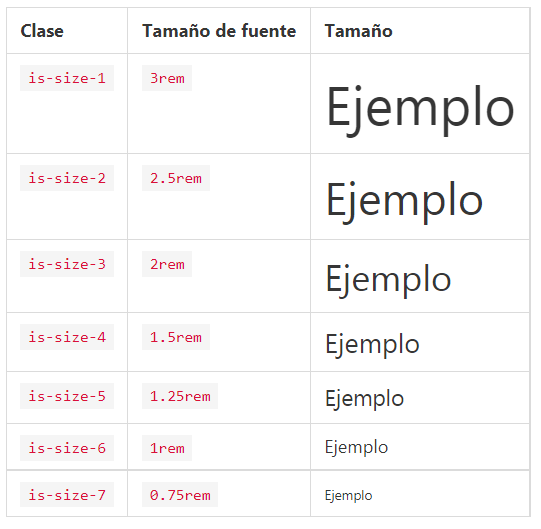 Clase Tamaño de fuente Tamaño
is-size-1 3rem Ejemplo
is-size-2 2.5rem Ejemplo
is-size-3 2rem Ejemplo
is-size-4 1.5rem Ejemplo
is-size-5 1.25rem Ejemplo
is-size-6 1rem Ejemplo
is-size-7 0.75rem Ejemplo